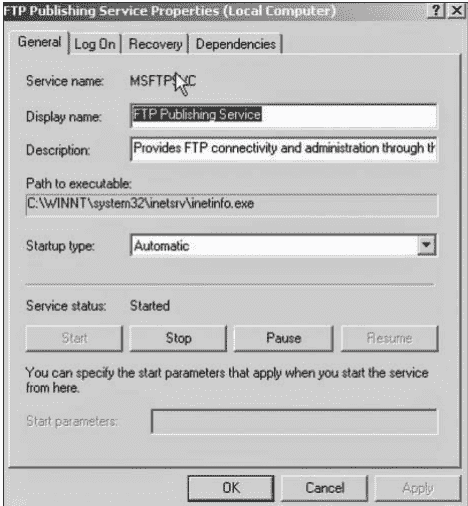 FTP Publishing Service Properties (Local Computer)
General Log On Recovery Dependencies
Service name:
Display name: FTP Publishing Service
Description: Provides FTP connectivity and administration through th
Path to executable:
C:\WINNT\system32\inetsrv\inetinfo.exe
Startup type: Automatic
Service status: Started
Start Stop Pause Resume
You can specify the start parameters that apply when you start the service
from here.
Start parameters:
OK Cancel Apply